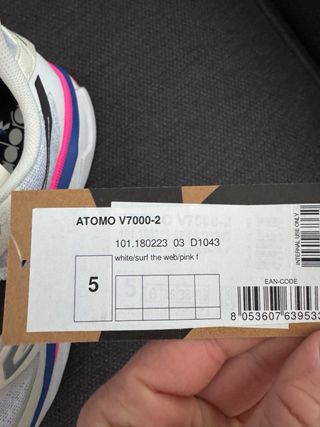 ATOMO V7000-2
101.180223 03 D1043
white/surf the web/pink f
5
INTERNAL USE ONLY
EAN-CODE
8 053607 639533